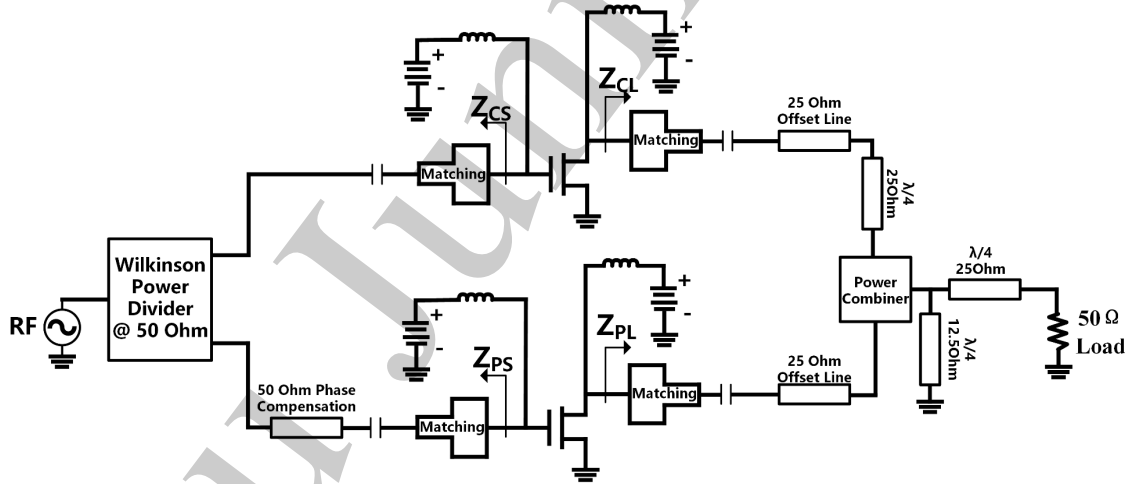 +
-
Z_CL
+
-
Z_CS
Matching
Matching
25 Ohm
Offset Line
λ/4
25Ohm
Wilkinson
Power
Divider
@ 50 Ohm
RF
Power
Combiner
λ/4
25Ohm
λ/4
12.5Ohm
50 Ω
Load
+
-
Z_PL
+
-
Z_PS
50 Ohm Phase
Compensation
Matching
Matching
25 Ohm
Offset Line